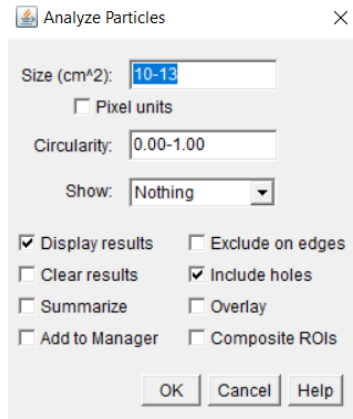 Analyze Particles
Size (cm^2): 10-13
Pixel units
Circularity: 0.00-1.00
Show: Nothing
Display results Exclude on edges
Clear results Include holes
Summarize Overlay
Add to Manager Composite ROIs
OK Cancel Help